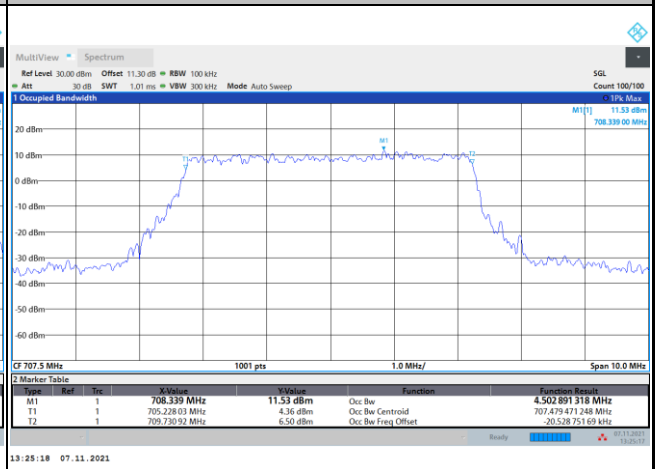 MultiView Spectrum
Ref Level 30.00 dBm Offset 11.30 dB RBW 100 kHz SGL
Att 30 dB SWT 1.01 ms VBW 300 kHz Mode Auto Sweep Count 100/100
1 Occupied Bandwidth 1Pk Max
M1[1] 11.53 dBm
708.339 00 MHz
20 dBm
M1
10 dBm
T1 T2
0 dBm
-10 dBm
-20 dBm
-30 dBm
-40 dBm
-50 dBm
-60 dBm
CF 707.5 MHz 1001 pts 1.0 MHz/ Span 10.0 MHz
2 Marker Table
Type Ref Trc X-Value Y-Value Function Function Result
M1 1 708.339 MHz 11.53 dBm Occ Bw 4.502 891 318 MHz
T1 1 705.228 03 MHz 4.36 dBm Occ Bw Centroid 707.479 471 248 MHz
T2 1 709.730 92 MHz 6.50 dBm Occ Bw Freq Offset -20.528 751 69 kHz
Ready 07.11.2021
13:25:17
13:25:18 07.11.2021